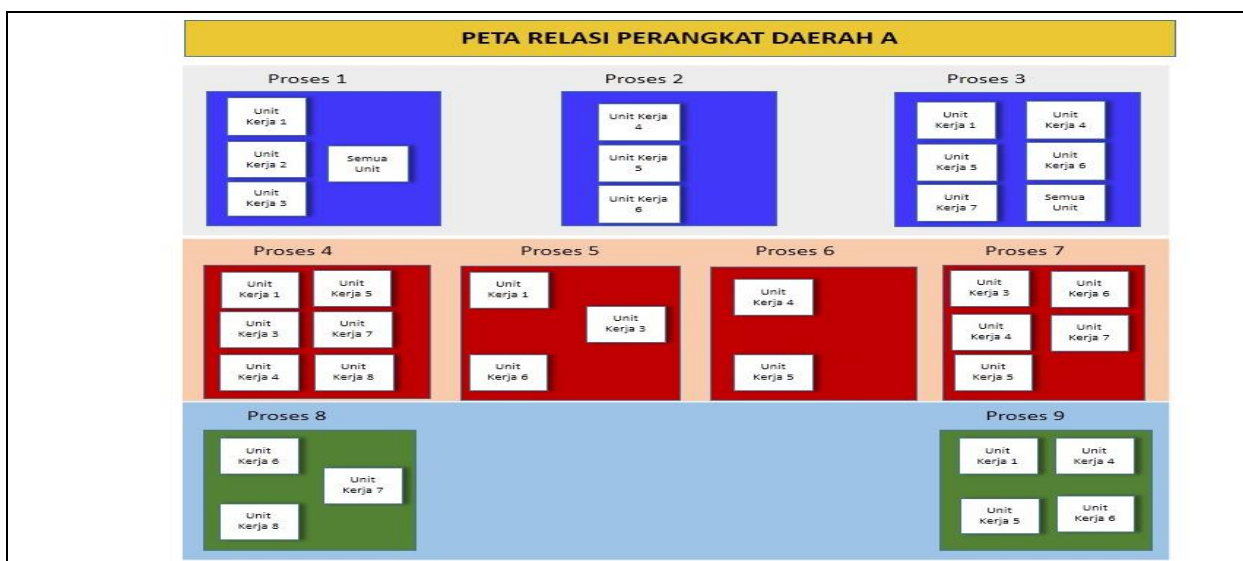 PETA RELASI PERANGKAT DAERAH A
Proses 1
Unit
Kerja 1
Unit
Kerja 2
Unit
Kerja 3
Semua
Unit
Proses 2
Unit Kerja
4
Unit Kerja
5
Unit Kerja
6
Proses 3
Unit
Kerja 1
Unit
Kerja 4
Unit
Kerja 5
Unit
Kerja 6
Unit
Kerja 7
Semua
Unit
Proses 4
Unit
Kerja 1
Unit
Kerja 5
Unit
Kerja 3
Unit
Kerja 7
Unit
Kerja 4
Unit
Kerja 8
Proses 5
Unit
Kerja 1
Unit
Kerja 3
Unit
Kerja 6
Proses 6
Unit
Kerja 4
Unit
Kerja 5
Proses 7
Unit
Kerja 3
Unit
Kerja 6
Unit
Kerja 4
Unit
Kerja 7
Unit
Kerja 5
Proses 8
Unit
Kerja 6
Unit
Kerja 7
Unit
Kerja 8
Proses 9
Unit
Kerja 1
Unit
Kerja 4
Unit
Kerja 5
Unit
Kerja 6